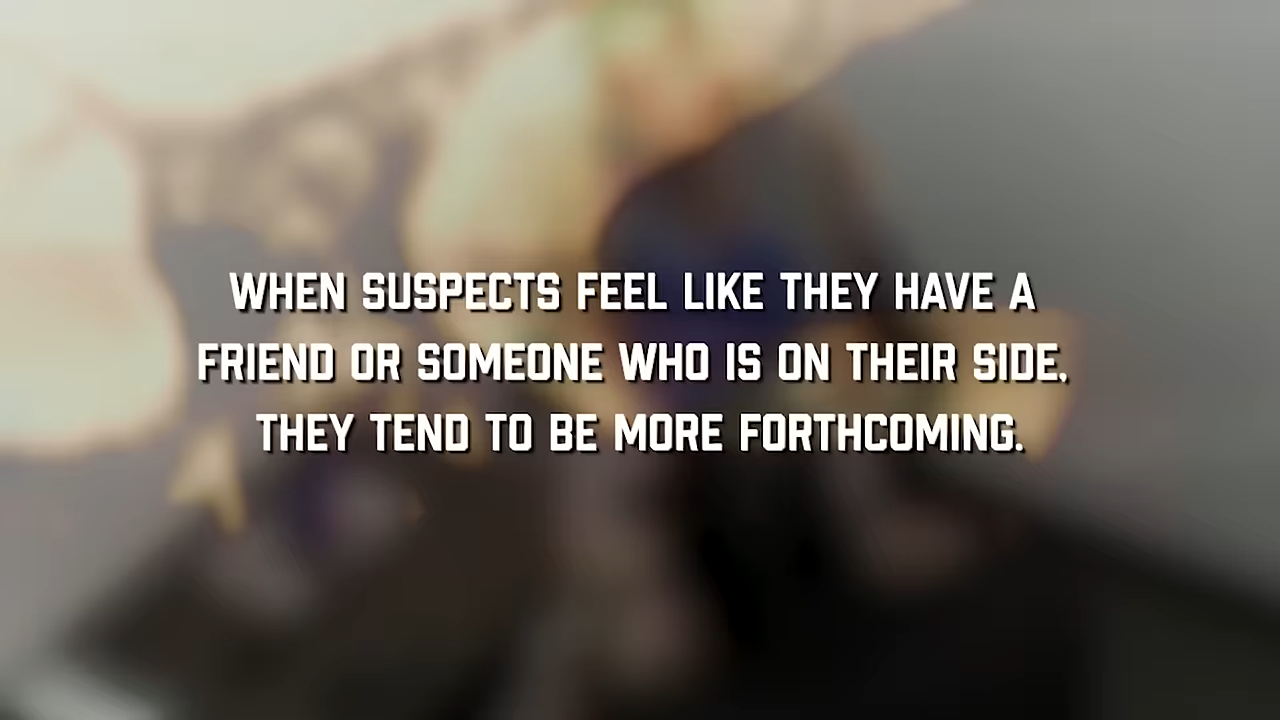 WHEN SUSPECTS FEEL LIKE THEY HAVE A
FRIEND OR SOMEONE WHO IS ON THEIR SIDE,
THEY TEND TO BE MORE FORTHCOMING.